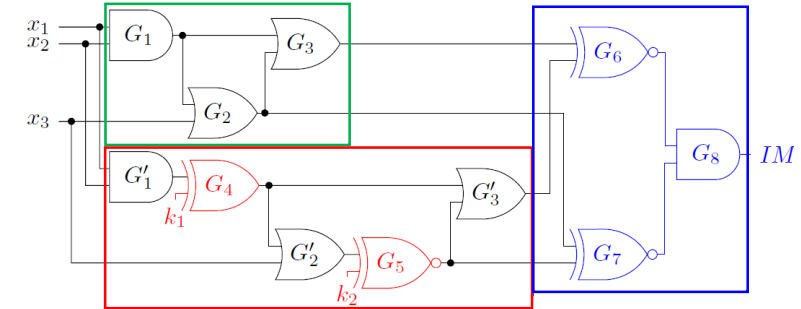 x₁
x₂
G₁
G₃
G₆
G₂
x₃
G₈
IM
G′₁
G₄
k₁
G′₃
G′₂
G₅
G₇
k₂